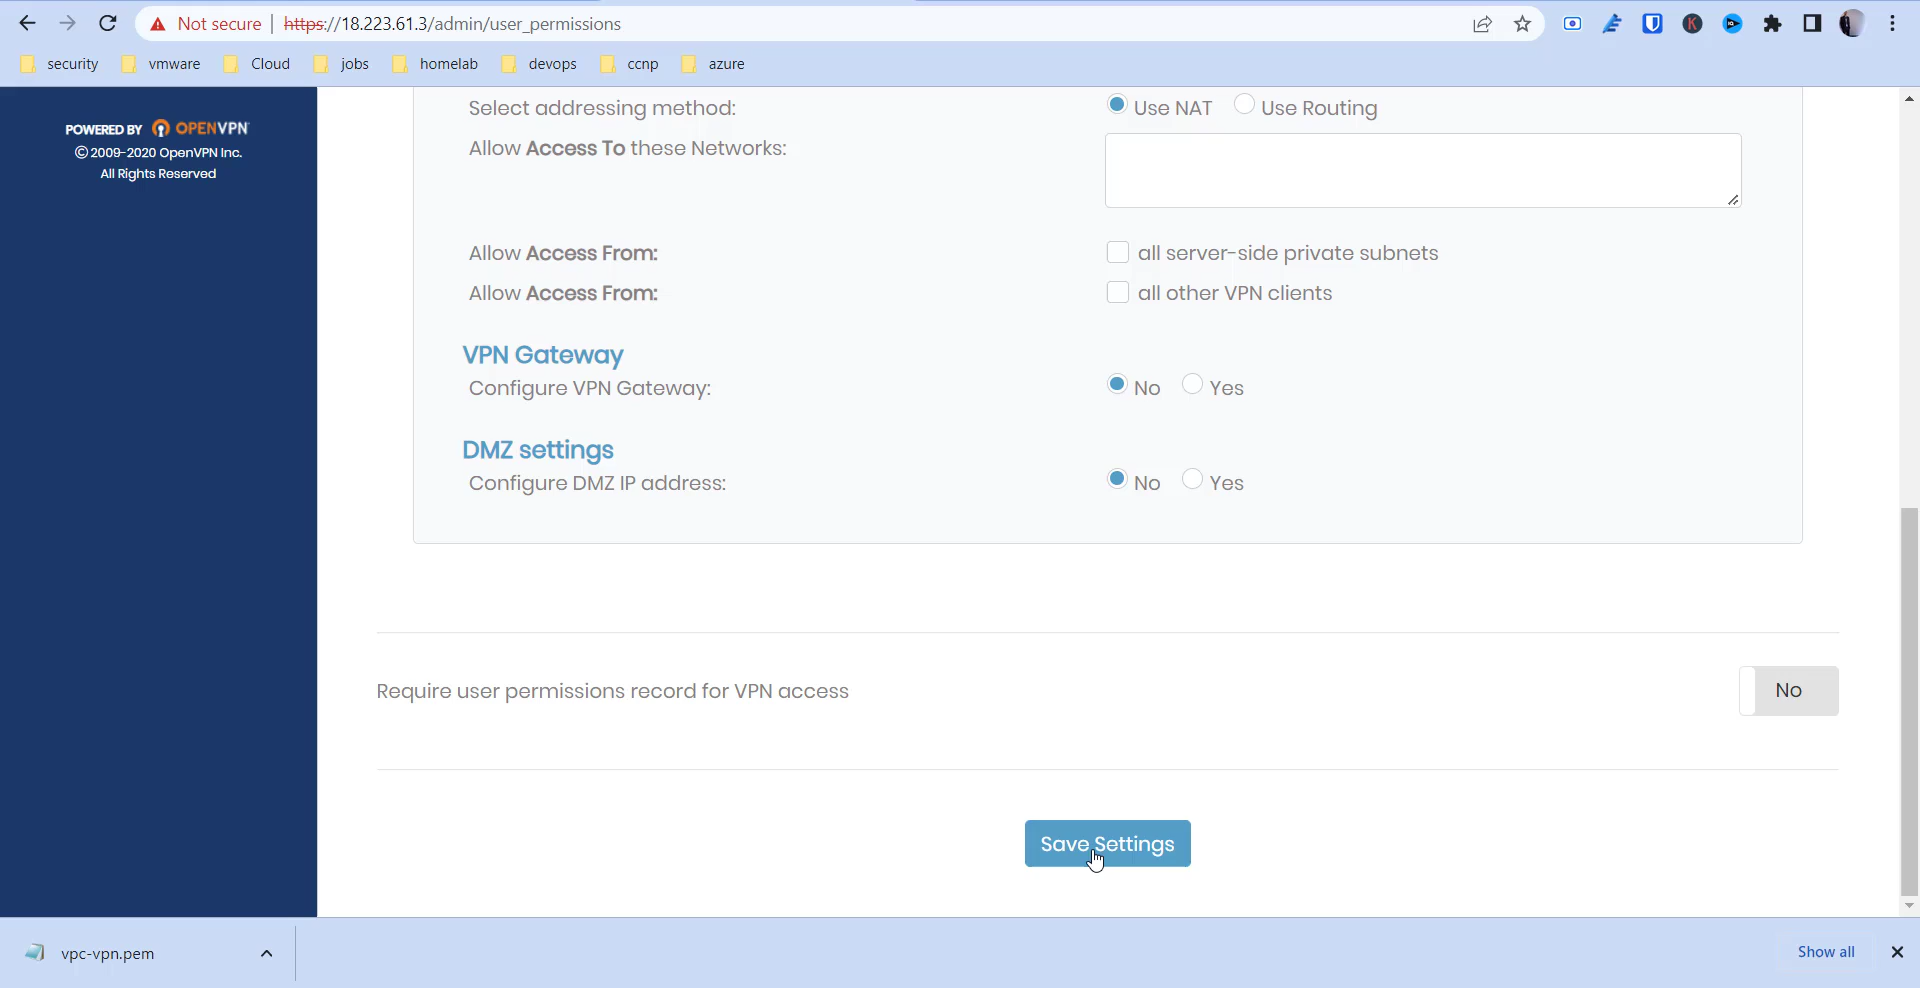 Not secure | https://18.223.61.3/admin/user_permissions
security vmware Cloud jobs homelab devops ccnp azure
POWERED BY OPENVPN
© 2009-2020 OpenVPN Inc.
All Rights Reserved
Select addressing method: Use NAT Use Routing
Allow Access To these Networks:
Allow Access From: all server-side private subnets
Allow Access From: all other VPN clients
VPN Gateway
Configure VPN Gateway: No Yes
DMZ settings
Configure DMZ IP address: No Yes
Require user permissions record for VPN access No
Save Settings
vpc-vpn.pem Show all